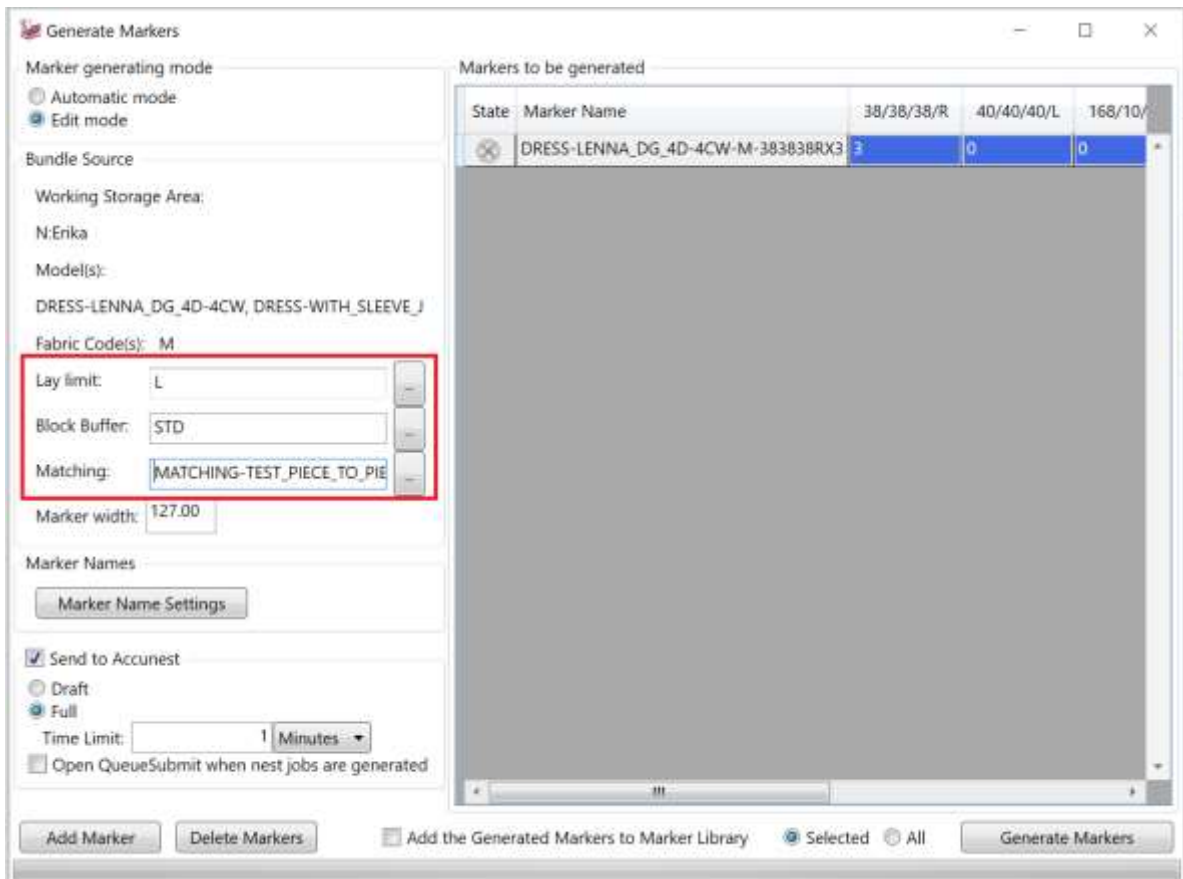 Generate Markers
Marker generating mode
Automatic mode
Edit mode
Bundle Source
Working Storage Area:
N:Erika
Model(s):
DRESS-LENNA_DG_4D-4CW, DRESS-WITH_SLEEVE_J
Fabric Code(s): M
Lay limit: L ...
Block Buffer: STD ...
Matching: MATCHING-TEST_PIECE_TO_PIE ...
Marker width: 127.00
Marker Names
Marker Name Settings
Send to Accunest
Draft
Full
Time Limit: 1 Minutes
Open QueueSubmit when nest jobs are generated
Markers to be generated
State Marker Name 38/38/38/R 40/40/40/L 168/10/
DRESS-LENNA_DG_4D-4CW-M-383838RX3 3 0 0
Add Marker Delete Markers Add the Generated Markers to Marker Library Selected All Generate Markers